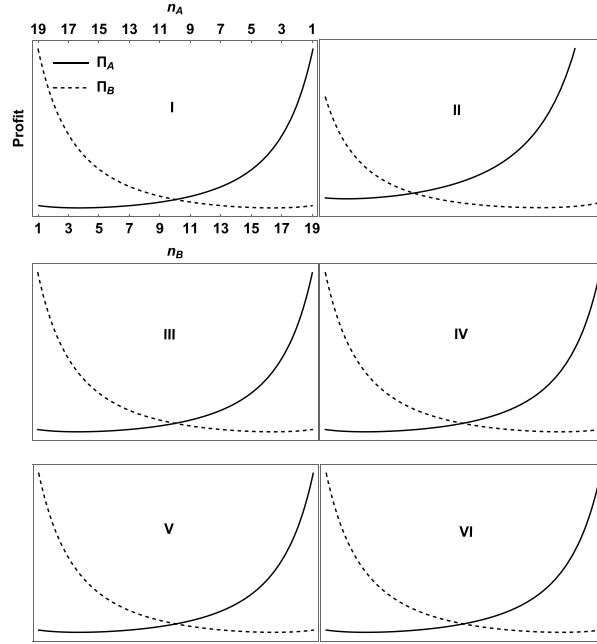 n_A
19 17 15 13 11 9 7 5 3 1
Π_A
Π_B
Profit
I
II
1 3 5 7 9 11 13 15 17 19
n_B
III
IV
V
VI